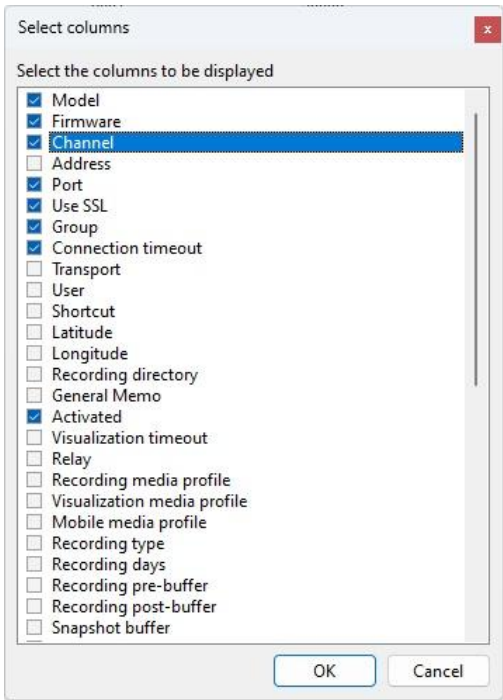 Select columns
x
Select the columns to be displayed
Model
Firmware
Channel
Address
Port
Use SSL
Group
Connection timeout
Transport
User
Shortcut
Latitude
Longitude
Recording directory
General Memo
Activated
Visualization timeout
Relay
Recording media profile
Visualization media profile
Mobile media profile
Recording type
Recording days
Recording pre-buffer
Recording post-buffer
Snapshot buffer
OK Cancel